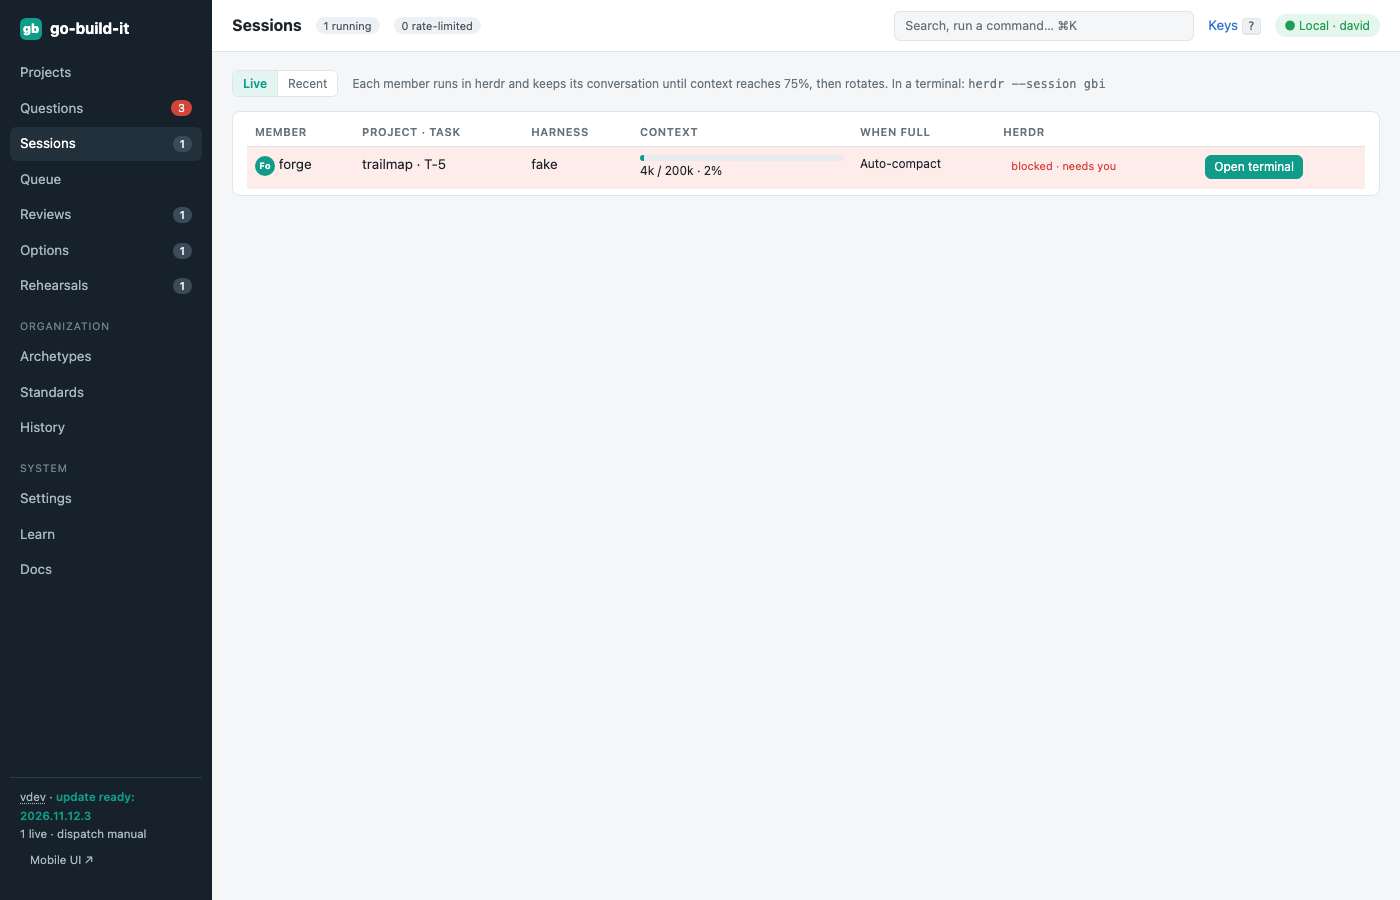 gb go-build-it
Projects
Questions 3
Sessions 1
Queue
Reviews 1
Options 1
Rehearsals 1
ORGANIZATION
Archetypes
Standards
History
SYSTEM
Settings
Learn
Docs
vdev · update ready:
2026.11.12.3
1 live · dispatch manual
Mobile UI ↗
Sessions 1 running 0 rate-limited Search, run a command... ⌘K Keys ? Local · david
Live Recent Each member runs in herdr and keeps its conversation until context reaches 75%, then rotates. In a terminal: herdr --session gbi
MEMBER PROJECT · TASK HARNESS CONTEXT WHEN FULL HERDR
Fo forge trailmap · T-5 fake 4k / 200k · 2% Auto-compact blocked · needs you Open terminal